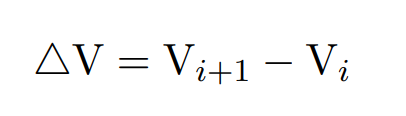 △V = V_{i+1} − V_i